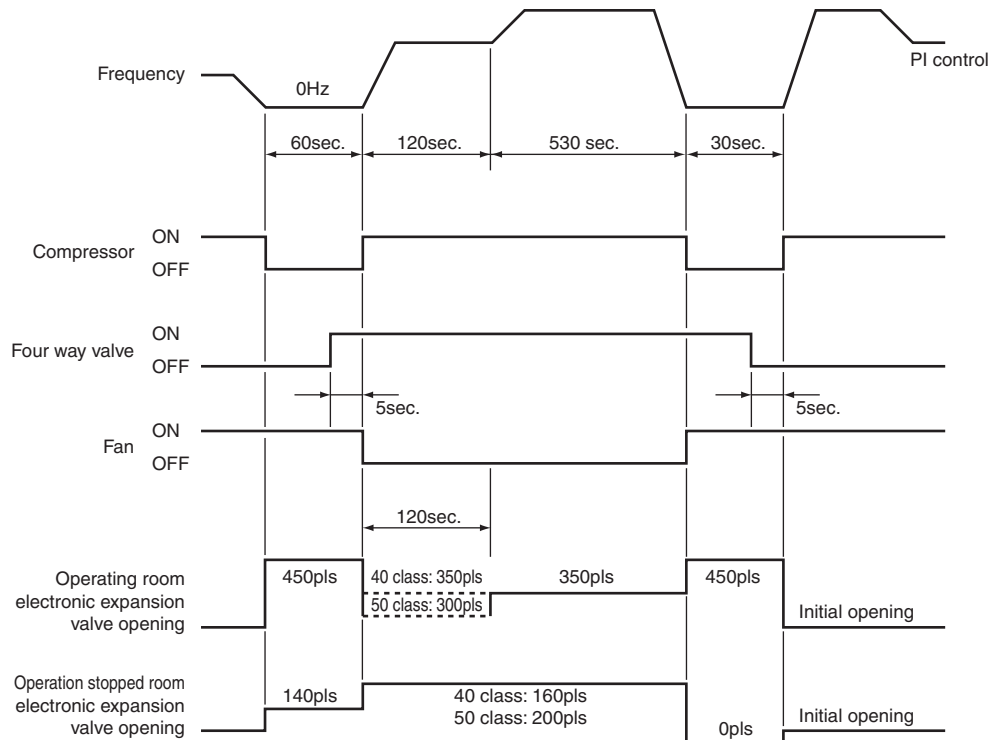 Frequency
0Hz
PI control
60sec.
120sec.
530 sec.
30sec.
Compressor
ON
OFF
Four way valve
ON
OFF
5sec.
5sec.
Fan
ON
OFF
120sec.
Operating room
electronic expansion
valve opening
450pls
40 class: 350pls
50 class: 300pls
350pls
450pls
Initial opening
Operation stopped room
electronic expansion
valve opening
140pls
40 class: 160pls
50 class: 200pls
0pls
Initial opening